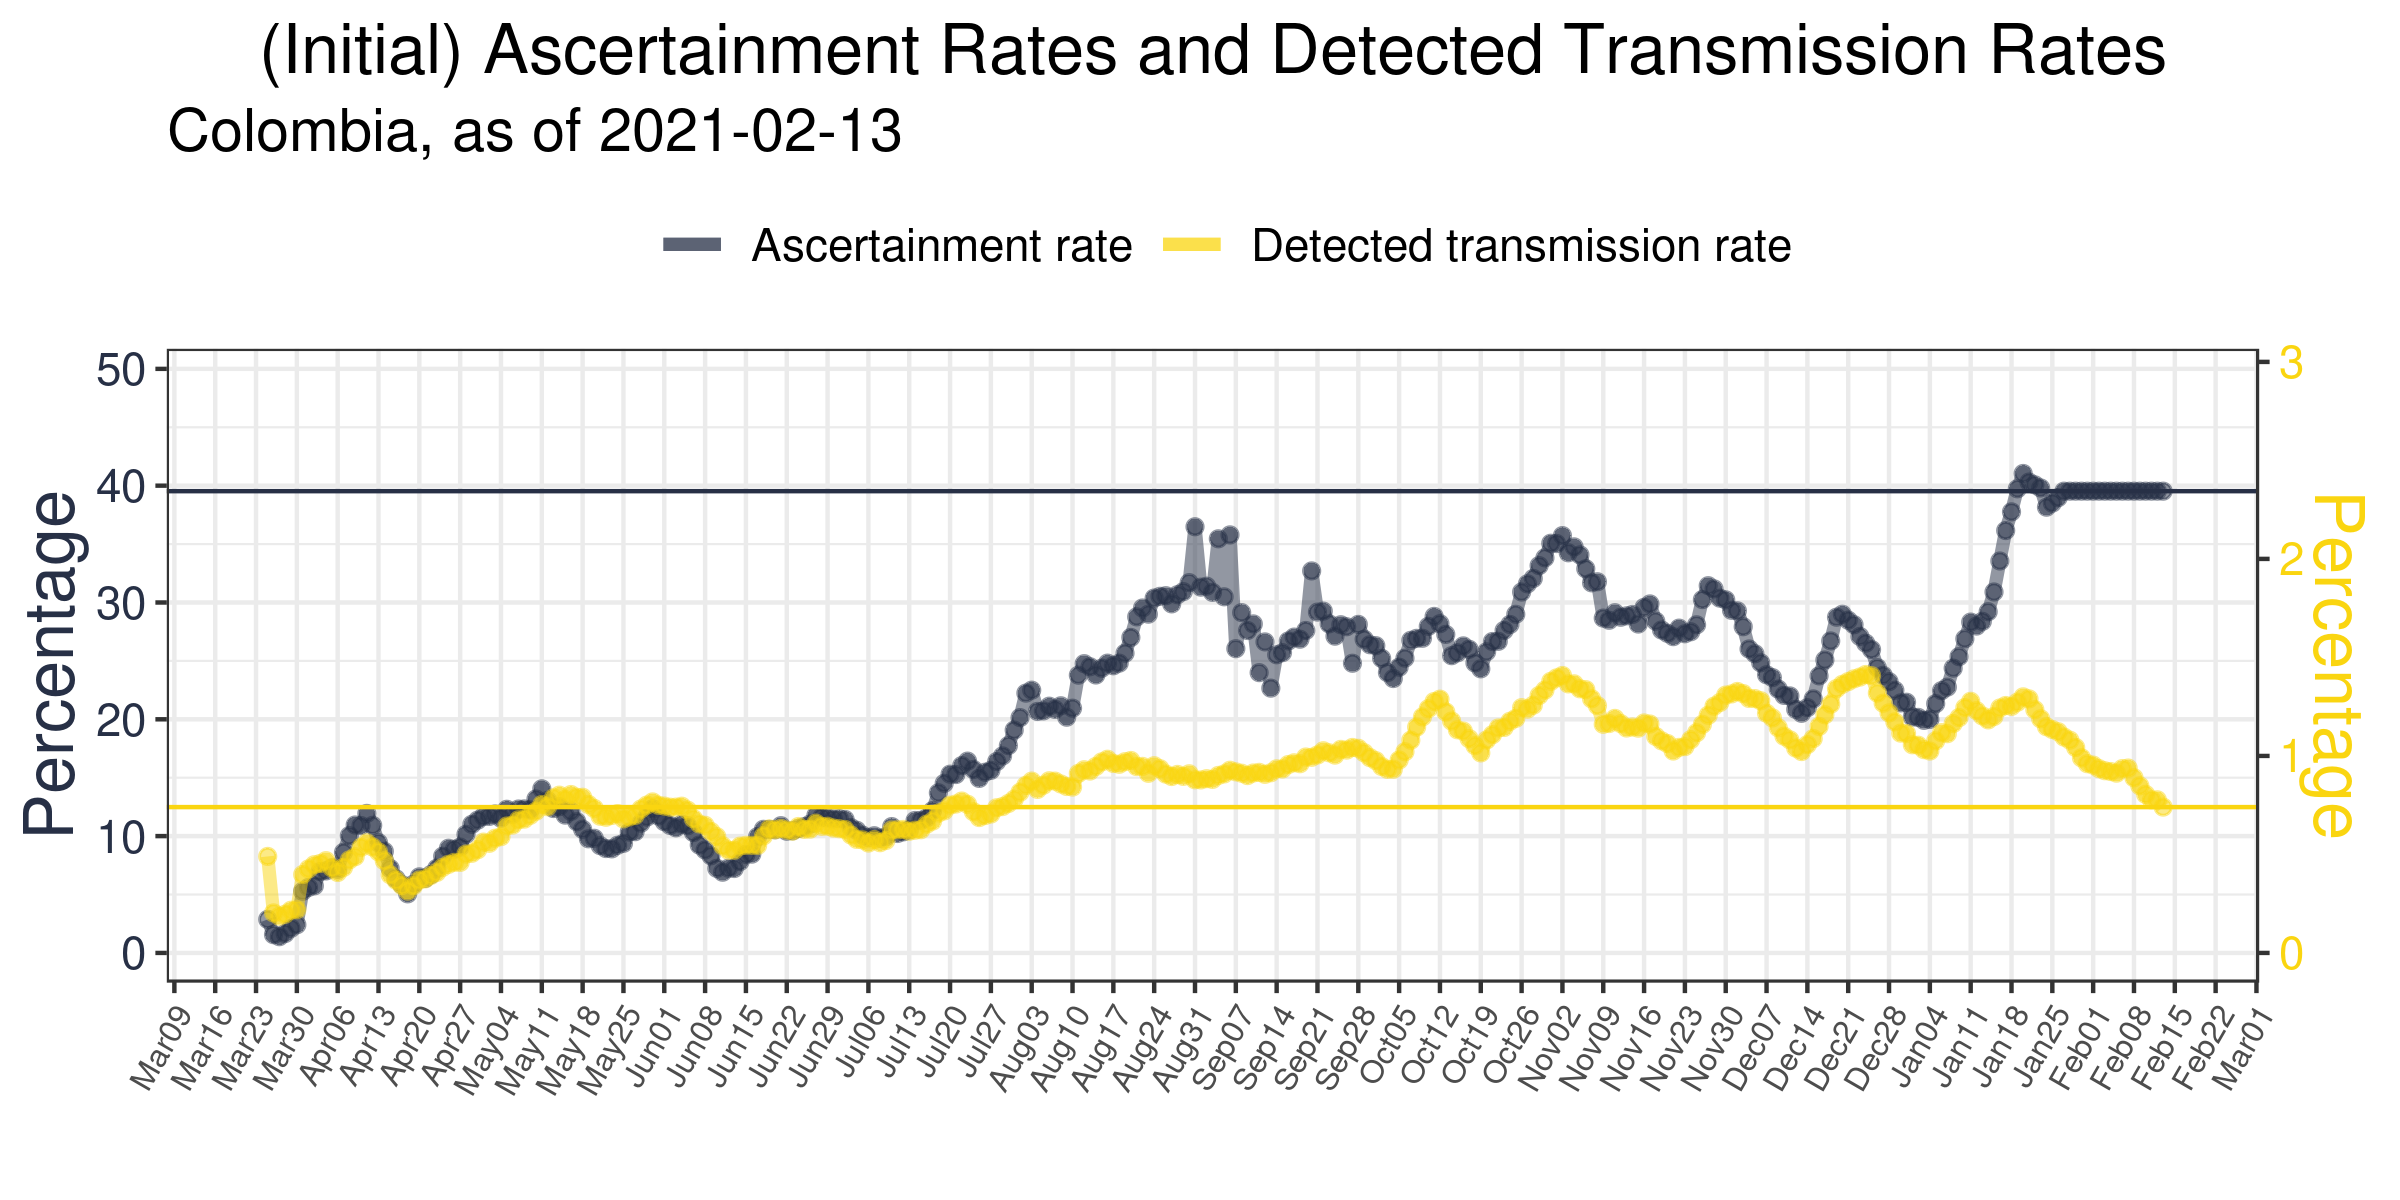 (Initial) Ascertainment Rates and Detected Transmission Rates
Colombia, as of 2021-02-13
Ascertainment rate Detected transmission rate
Percentage
50
40
30
20
10
0
3
2
1
0
Percentage
Mar09 Mar16 Mar23 Mar30 Apr06 Apr13 Apr20 Apr27 May04 May11 May18 May25 Jun01 Jun08 Jun15 Jun22 Jun29 Jul06 Jul13 Jul20 Jul27 Aug03 Aug10 Aug17 Aug24 Aug31 Sep07 Sep14 Sep21 Sep28 Oct05 Oct12 Oct19 Oct26 Nov02 Nov09 Nov16 Nov23 Nov30 Dec07 Dec14 Dec21 Dec28 Jan04 Jan11 Jan18 Jan25 Feb01 Feb08 Feb15 Feb22 Mar01